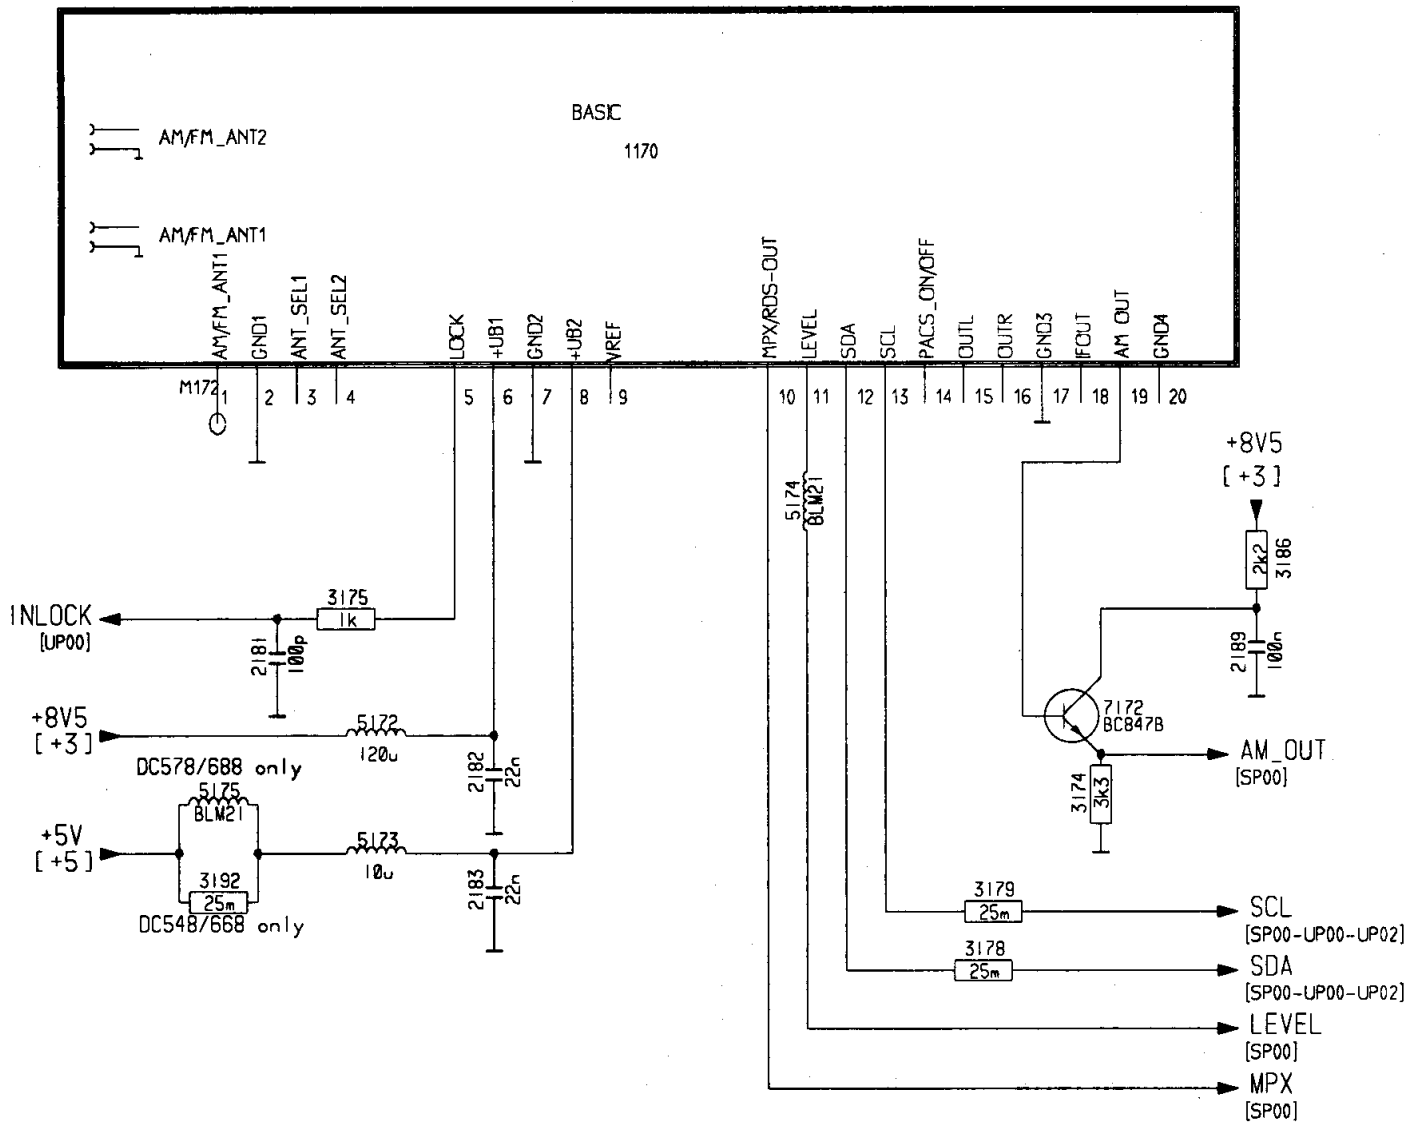 BASIC
1170
AM/FM_ANT2
AM/FM_ANT1
AM/FM_ANT1
GND1
ANT_SEL1
ANT_SEL2
LOCK
+UB1
GND2
+UB2
VREF
MPX/RDS-OUT
LEVEL
SDA
SCL
PACS_ON/OFF
OUTL
OUTR
GND3
IFOUT
AM OUT
GND4
M172
1
2
3
4
5
6
7
8
9
10
11
12
13
14
15
16
17
18
19
20
+8V5
[ +3 ]
5174
BLM21
2k2
3186
3175
1k
INLOCK
[UP00]
2181
100p
2189
100n
7172
BC847B
+8V5
[ +3 ]
5172
120u
AM_OUT
[SP00]
2182
22n
3174
3k3
DC578/688 only
5175
BLM21
+5V
[ +5 ]
5173
10u
3192
25m
DC548/668 only
2183
22n
3179
25m
SCL
[SP00-UP00-UP02]
3178
25m
SDA
[SP00-UP00-UP02]
LEVEL
[SP00]
MPX
[SP00]